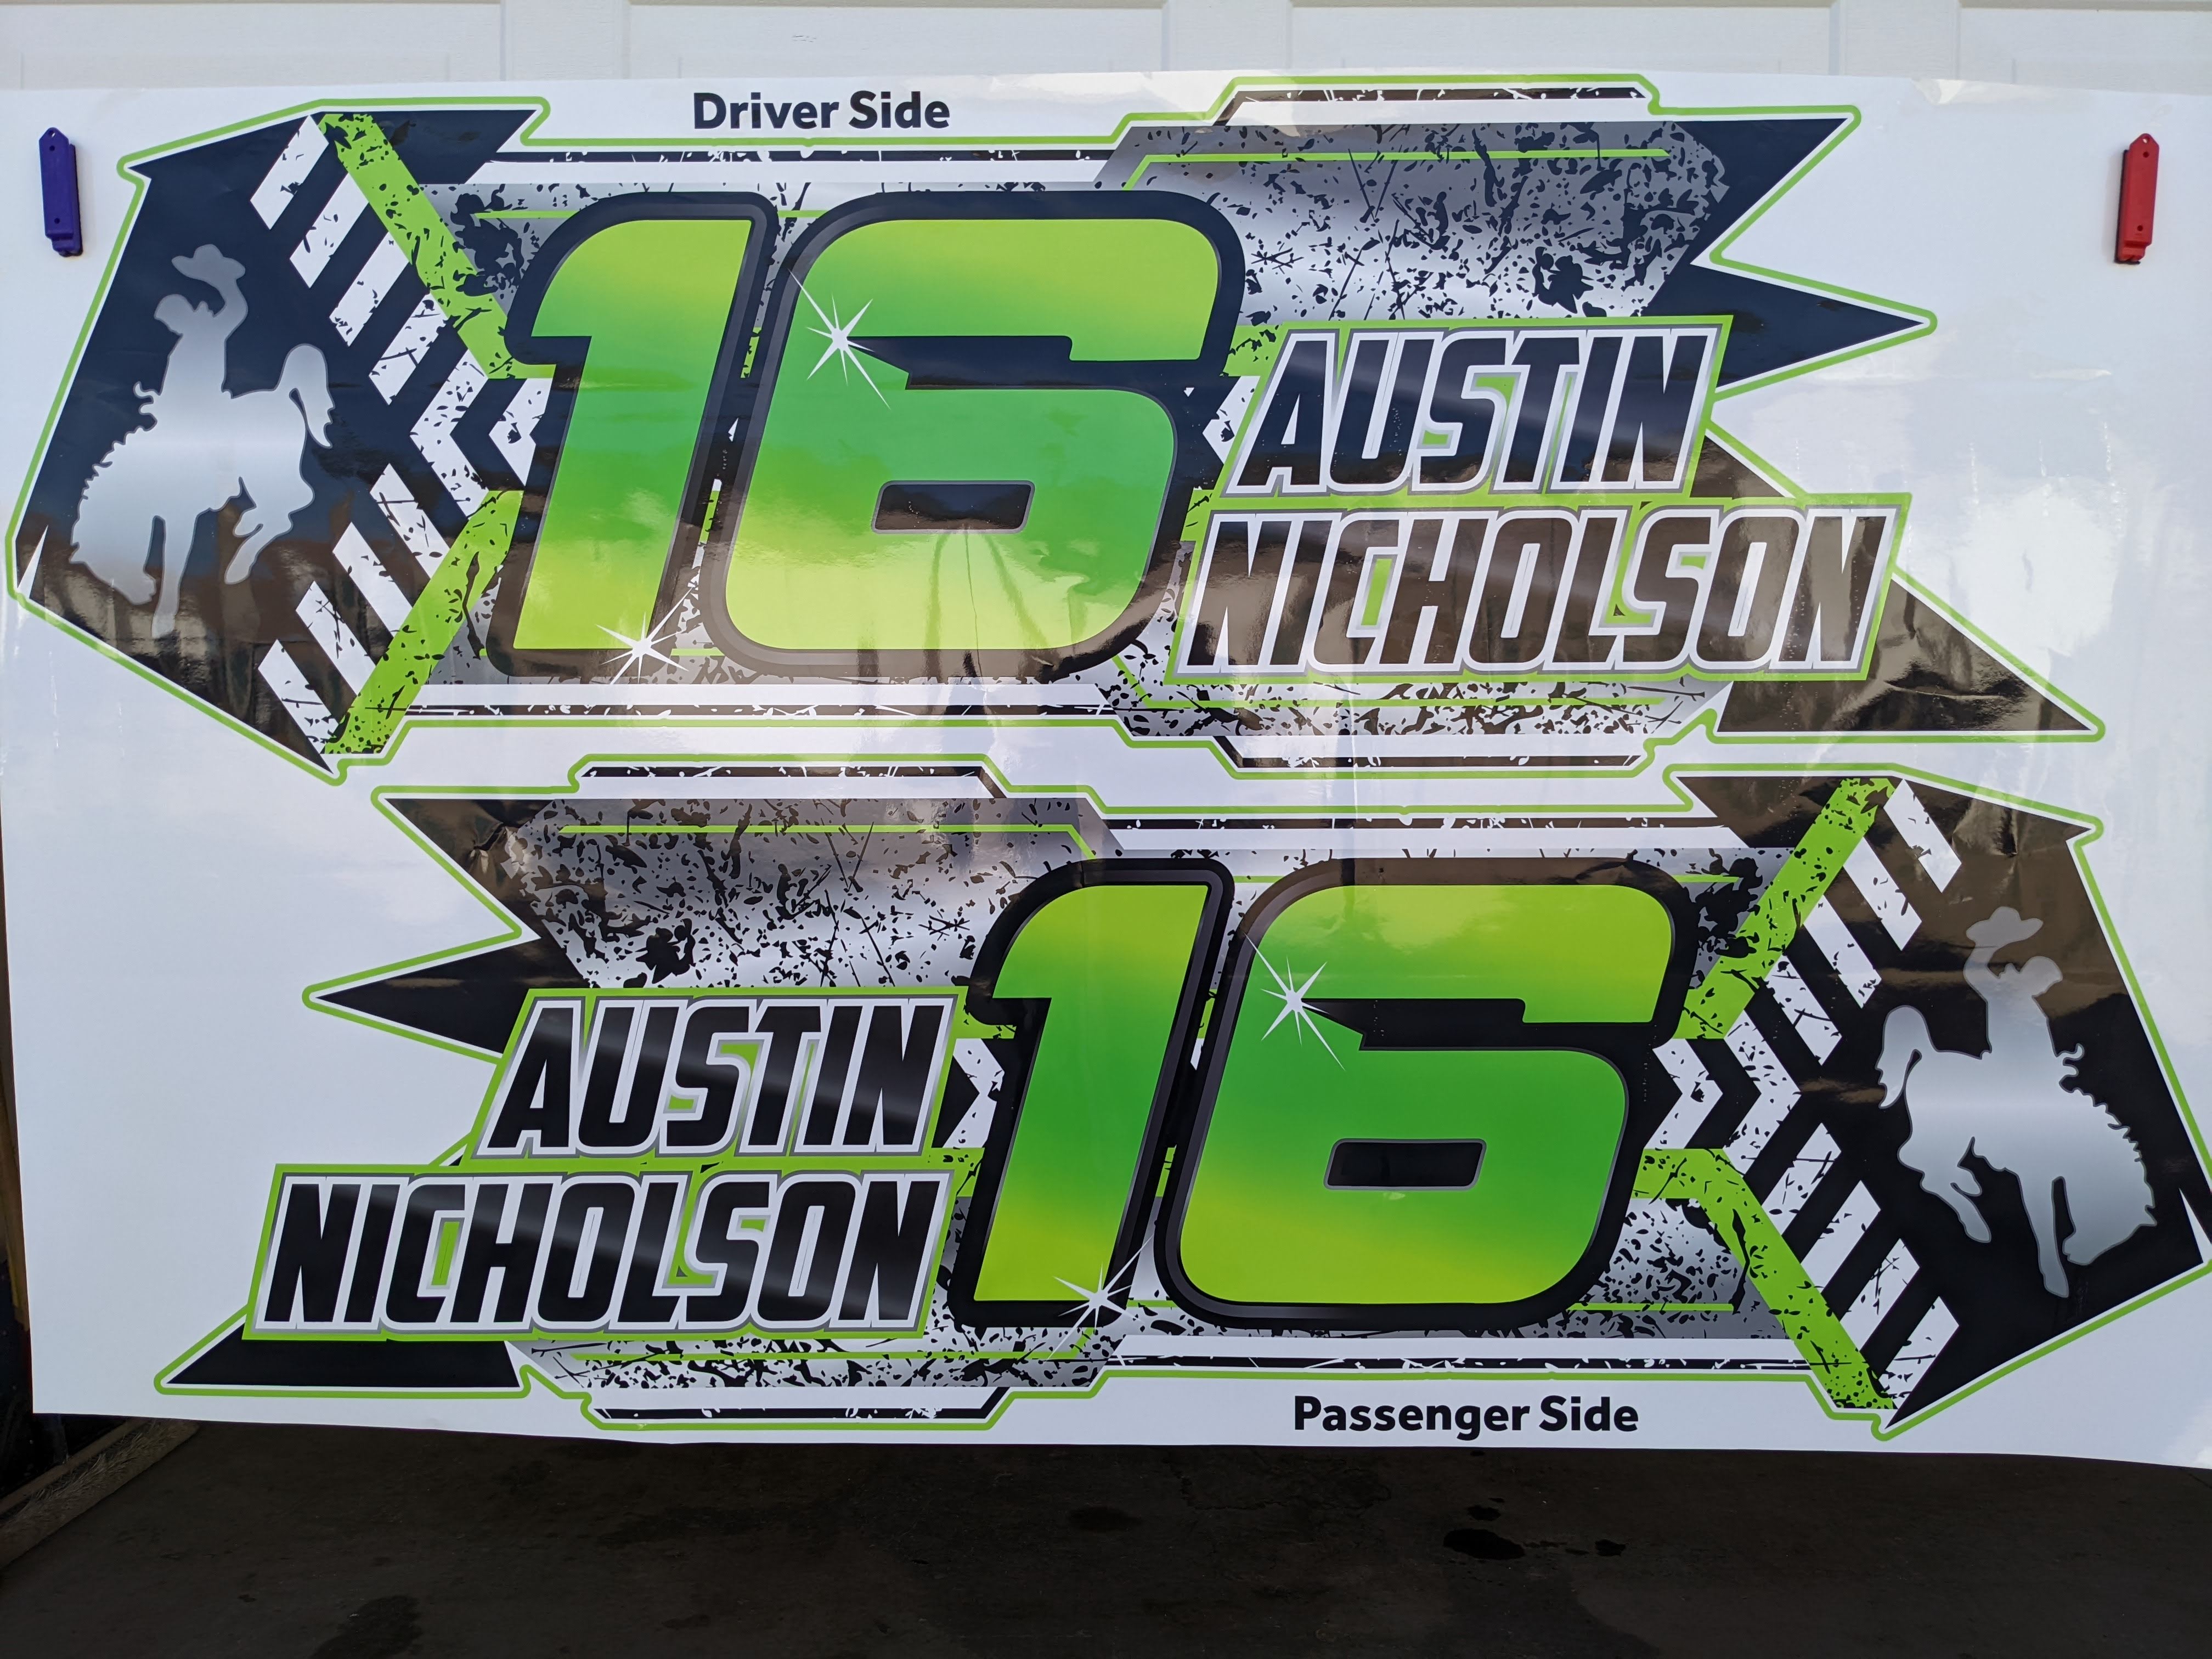 Driver Side
16
AUSTIN
NICHOLSON
AUSTIN
NICHOLSON
16
Passenger Side